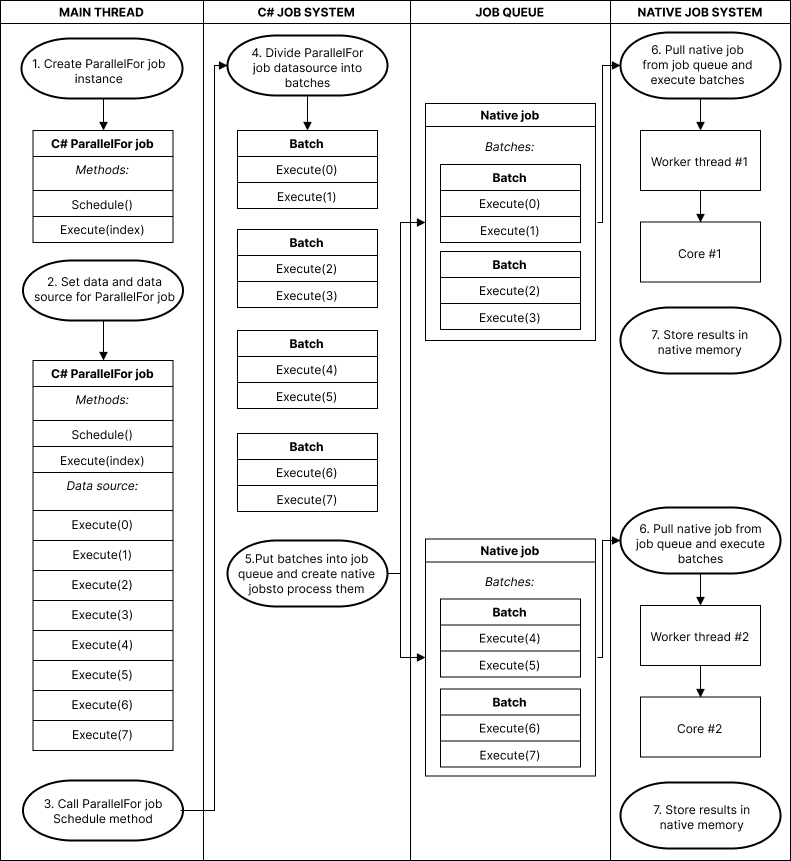 MAIN THREAD
1. Create ParallelFor job
instance
C# ParallelFor job
Methods:
Schedule()
Execute(index)
2. Set data and data
source for ParallelFor job
C# ParallelFor job
Methods:
Schedule()
Execute(index)
Data source:
Execute(0)
Execute(1)
Execute(2)
Execute(3)
Execute(4)
Execute(5)
Execute(6)
Execute(7)
3. Call ParallelFor job
Schedule method
C# JOB SYSTEM
4. Divide ParallelFor
job datasource into
batches
Batch
Execute(0)
Execute(1)
Batch
Execute(2)
Execute(3)
Batch
Execute(4)
Execute(5)
Batch
Execute(6)
Execute(7)
5.Put batches into job
queue and create native
jobsto process them
JOB QUEUE
Native job
Batches:
Batch
Execute(0)
Execute(1)
Batch
Execute(2)
Execute(3)
Native job
Batches:
Batch
Execute(4)
Execute(5)
Batch
Execute(6)
Execute(7)
NATIVE JOB SYSTEM
6. Pull native job
from job queue and
execute batches
Worker thread #1
Core #1
7. Store results in
native memory
6. Pull native job from
job queue and execute
batches
Worker thread #2
Core #2
7. Store results in
native memory